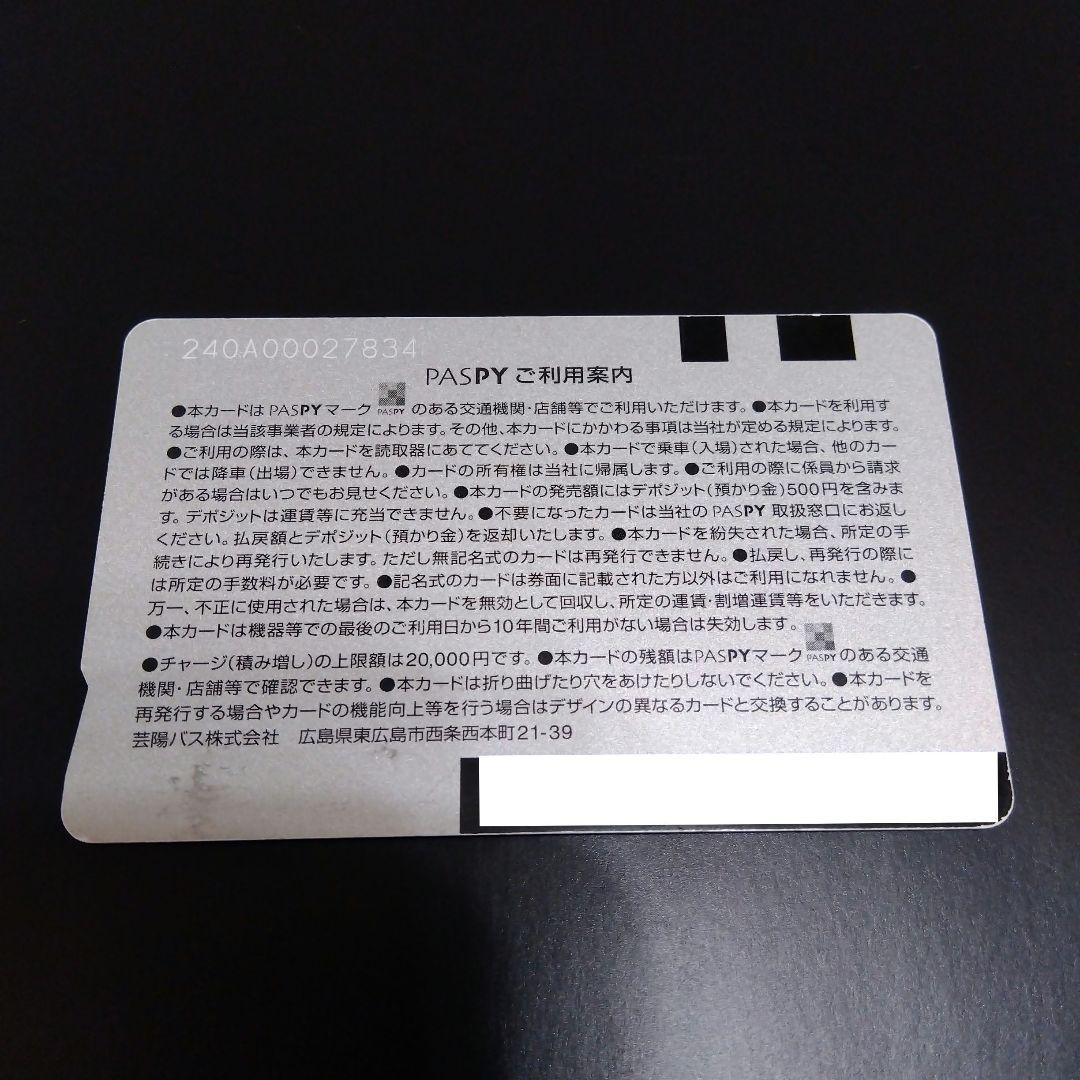 240A00027834
PASPY ご利用案内
●本カードは PASPYマーク PASPY のある交通機関・店舗等でご利用いただけます。●本カードを利用す
る場合は当該事業者の規定によります。その他、本カードにかかわる事項は当社が定める規定によります。
●ご利用の際は、本カードを読取器にあててください。●本カードで乗車(入場)された場合、他のカー
ドでは降車(出場)できません。●カードの所有権は当社に帰属します。●ご利用の際に係員から請求
がある場合はいつでもお見せください。●本カードの発売額にはデポジット(預かり金)500円を含みま
す。デポジットは運賃等に充当できません。●不要になったカードは当社のPASPY 取扱窓口にお返し
ください。払戻額とデポジット(預かり金)を返却いたします。●本カードを紛失された場合、所定の手
続きにより再発行いたします。ただし無記名式のカードは再発行できません。●払戻し、再発行の際に
は所定の手数料が必要です。●記名式のカードは券面に記載された方以外はご利用になれません。●
万一、不正に使用された場合は、本カードを無効として回収し、所定の運賃・割増運賃等をいただきます。
●本カードは機器等での最後のご利用日から10年間ご利用がない場合は失効します。
●チャージ(積み増し)の上限額は20,000円です。●本カードの残額はPASPYマーク PASPY のある交通
機関・店舗等で確認できます。●本カードは折り曲げたり穴をあけたりしないでください。●本カードを
再発行する場合やカードの機能向上等を行う場合はデザインの異なるカードと交換することがあります。
芸陽バス株式会社 広島県東広島市西条西本町21-39